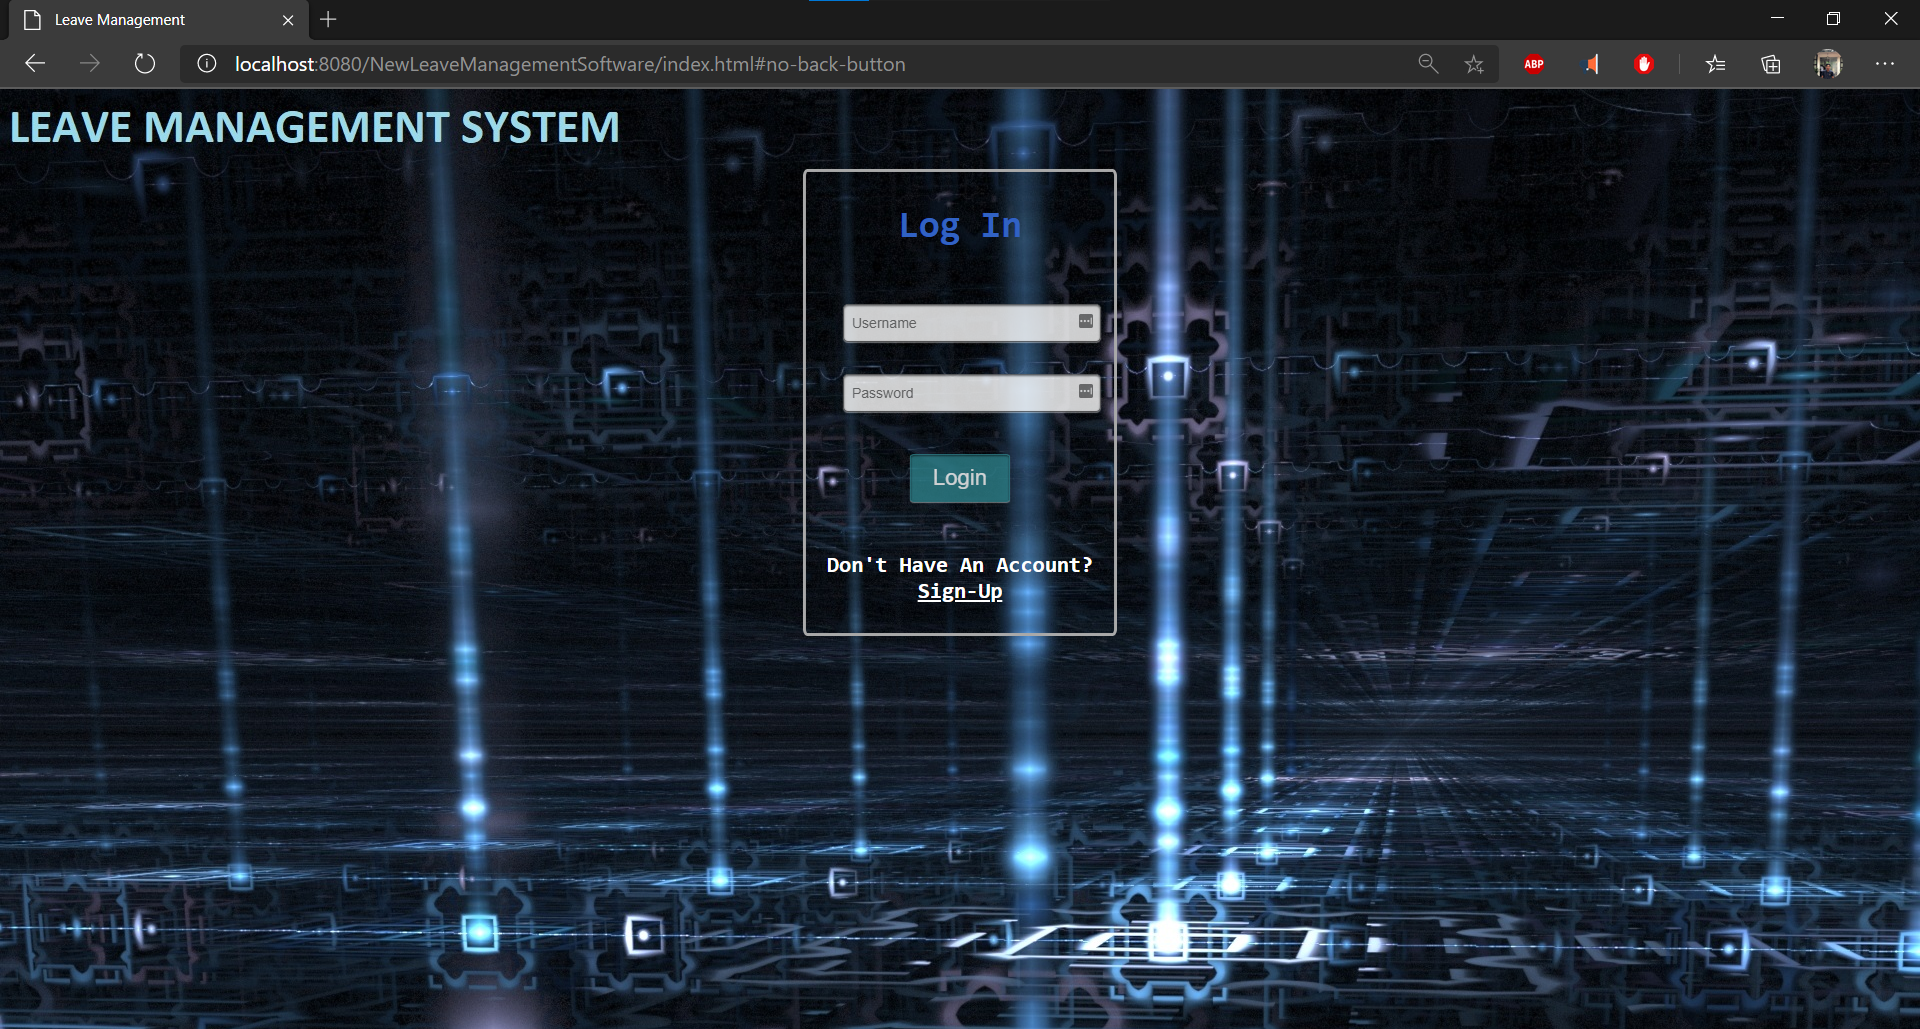 Leave Management
localhost:8080/NewLeaveManagementSoftware/index.html#no-back-button
ABP
LEAVE MANAGEMENT SYSTEM
Log In
Username
Password
Login
Don't Have An Account?
Sign-Up